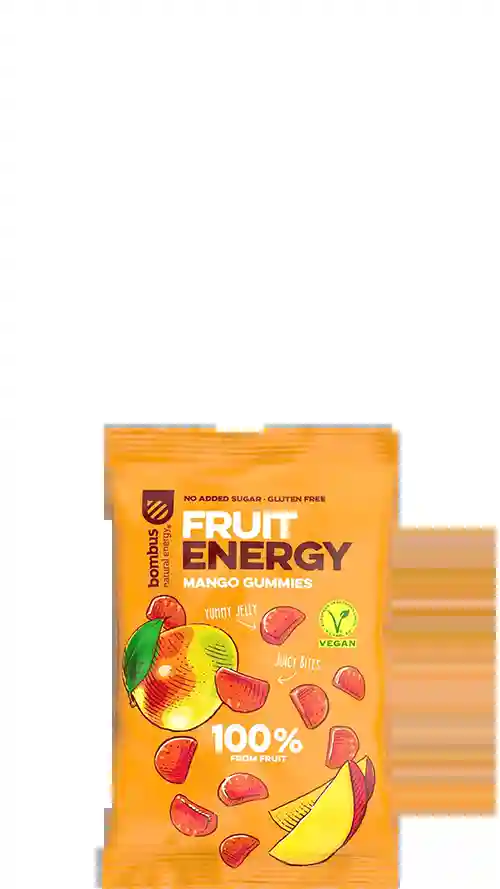 NO ADDED SUGAR - GLUTEN FREE
bombus
natural energy®
FRUIT
ENERGY
MANGO GUMMIES
YUMMY JELLY
VEGAN
JUICY BITES
100%
FROM FRUIT